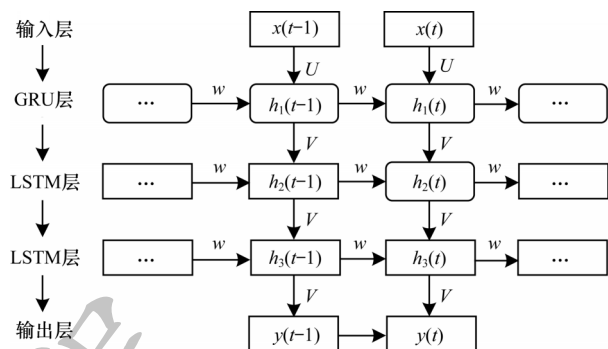 输入层 x(t−1) x(t)
U U
GRU层 … w h₁(t−1) w h₁(t) w …
V V
LSTM层 … w h₂(t−1) w h₂(t) w …
V V
LSTM层 … w h₃(t−1) w h₃(t) w …
V V
输出层 y(t−1) y(t)